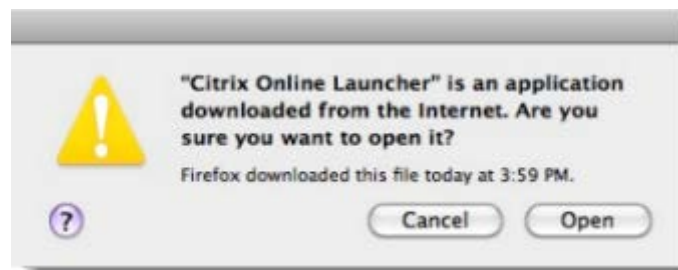 "Citrix Online Launcher" is an application
downloaded from the Internet. Are you
sure you want to open it?
Firefox downloaded this file today at 3:59 PM.
?
Cancel
Open